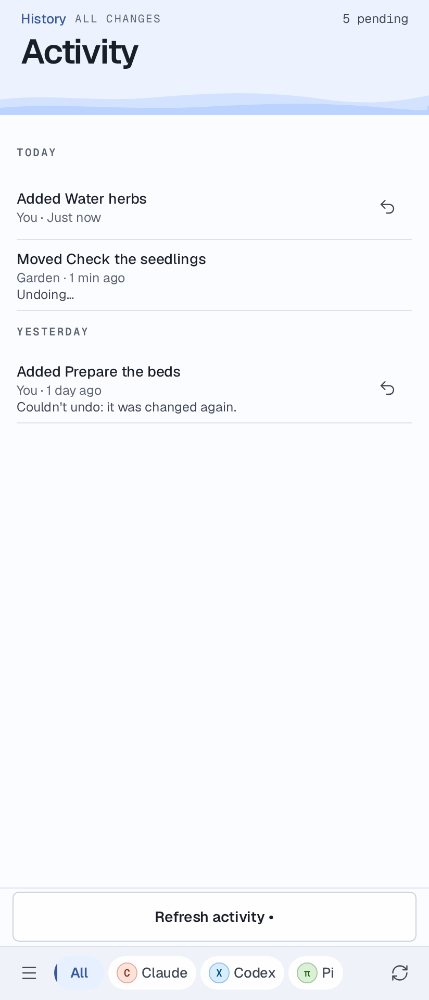 History ALL CHANGES 5 pending
Activity
TODAY
Added Water herbs
You · Just now
Moved Check the seedlings
Garden · 1 min ago
Undoing…
YESTERDAY
Added Prepare the beds
You · 1 day ago
Couldn't undo: it was changed again.
Refresh activity •
All C Claude X Codex π Pi